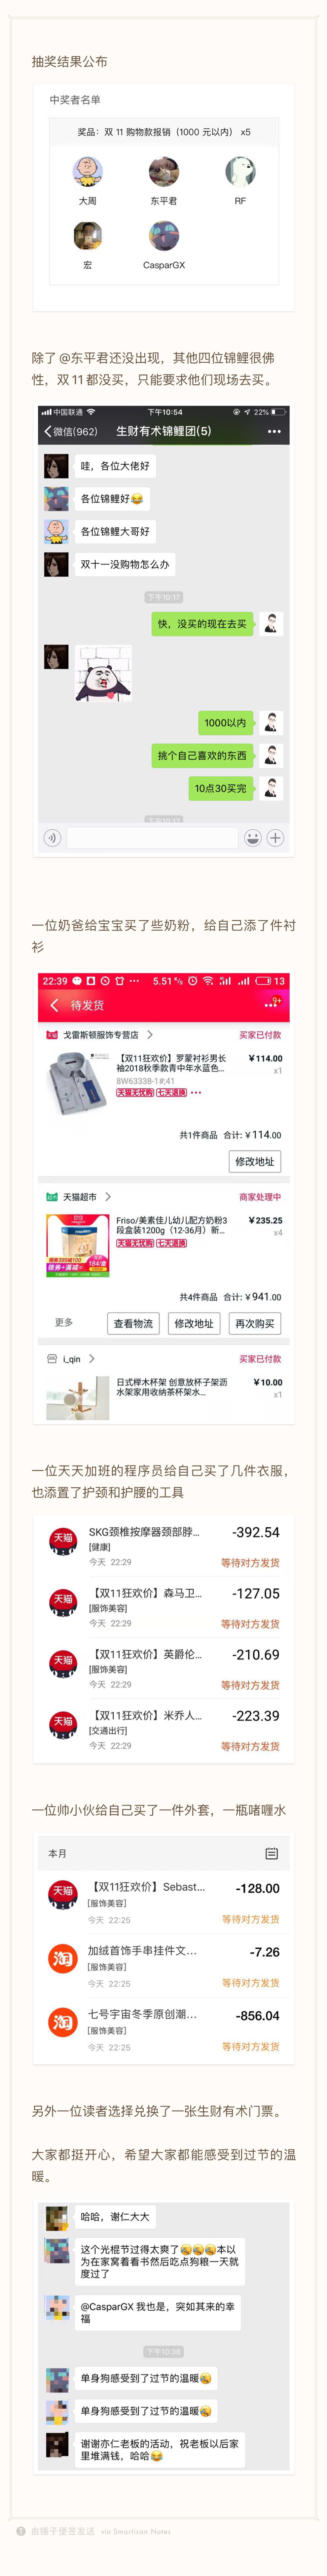 抽奖结果公布
中奖者名单
奖品：双 11 购物款报销（1000 元以内） x5
大周
东平君
RF
宏
CasparGX
除了 @东平君还没出现，其他四位锦鲤很佛
性，双 11 都没买，只能要求他们现场去买。
中国联通
下午10:54
22%
微信(962)
生财有术锦鲤团(5)
哇，各位大佬好
各位锦鲤好😂
各位锦鲤大哥好
双十一没购物怎么办
下午10:17
快，没买的现在去买
1000以内
挑个自己喜欢的东西
10点30买完
下午10:17
一位奶爸给宝宝买了些奶粉，给自己添了件衬
衫
22:39
5.51 K/s
13
待发货
9+
戈雷斯顿服饰专营店
买家已付款
【双11狂欢价】罗蒙衬衫男长
袖2018秋季款青中年水蓝色...
￥114.00
x1
8W63338-1#;41
天猫无忧购 七天退换
共1件商品 合计: ￥114.00
修改地址
天猫超市
商家处理中
Friso/美素佳儿幼儿配方奶粉3
段盒装1200g（12-36月）新...
￥235.25
x4
天猫无忧购 七天退换
共4件商品 合计: ￥941.00
更多
查看物流
修改地址
再次购买
i_qin
买家已付款
日式榉木杯架 创意放杯子架沥
水架家用收纳茶杯架水...
￥10.00
x1
一位天天加班的程序员给自己买了几件衣服，
也添置了护颈和护腰的工具
天猫
SKG颈椎按摩器颈部脖...
-392.54
[健康]
今天 22:29
等待对方发货
天猫
【双11狂欢价】森马卫...
-127.05
[服饰美容]
今天 22:29
等待对方发货
天猫
【双11狂欢价】英爵伦...
-210.69
[服饰美容]
今天 22:29
等待对方发货
天猫
【双11狂欢价】米乔人...
-223.39
[交通出行]
今天 22:29
等待对方发货
一位帅小伙给自己买了一件外套，一瓶啫喱水
本月
天猫
【双11狂欢价】Sebast...
-128.00
[服饰美容]
今天 22:25
等待对方发货
淘
加绒首饰手串挂件文...
-7.26
[服饰美容]
今天 22:25
等待对方发货
淘
七号宇宙冬季原创潮...
-856.04
[服饰美容]
今天 22:25
等待对方发货
另外一位读者选择兑换了一张生财有术门票。
大家都挺开心，希望大家都能感受到过节的温
暖。
哈哈，谢仁大大
这个光棍节过得太爽了😹😹😹本以
为在家窝着看书然后吃点狗粮一天就
度过了
@CasparGX 我也是，突如其来的幸
福
下午10:38
单身狗感受到了过节的温暖😹
单身狗感受到了过节的温暖😹
谢谢亦仁老板的活动，祝老板以后家
里堆满钱，哈哈😂
由锤子便签发送 via Smartisan Notes